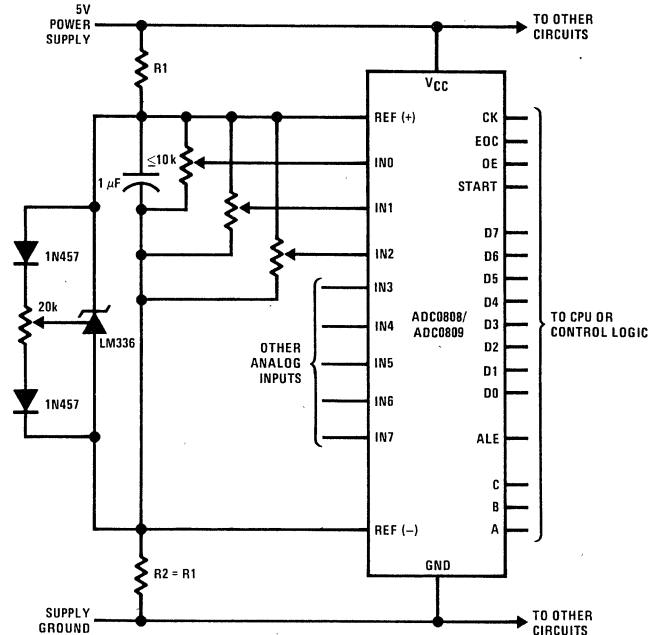 5V
POWER
SUPPLY
TO OTHER
CIRCUITS
R1
VCC
REF (+)
CK
EOC
≤10k
IN0
OE
1 µF
START
IN1
D7
1N457
IN2
D6
IN3
D5
20k
ADC0808/
ADC0809
D4
TO CPU OR
CONTROL LOGIC
LM336
IN4
D3
OTHER
ANALOG
INPUTS
D2
IN5
D1
1N457
IN6
D0
IN7
ALE
C
B
REF (−)
A
GND
R2 = R1
SUPPLY
GROUND
TO OTHER
CIRCUITS